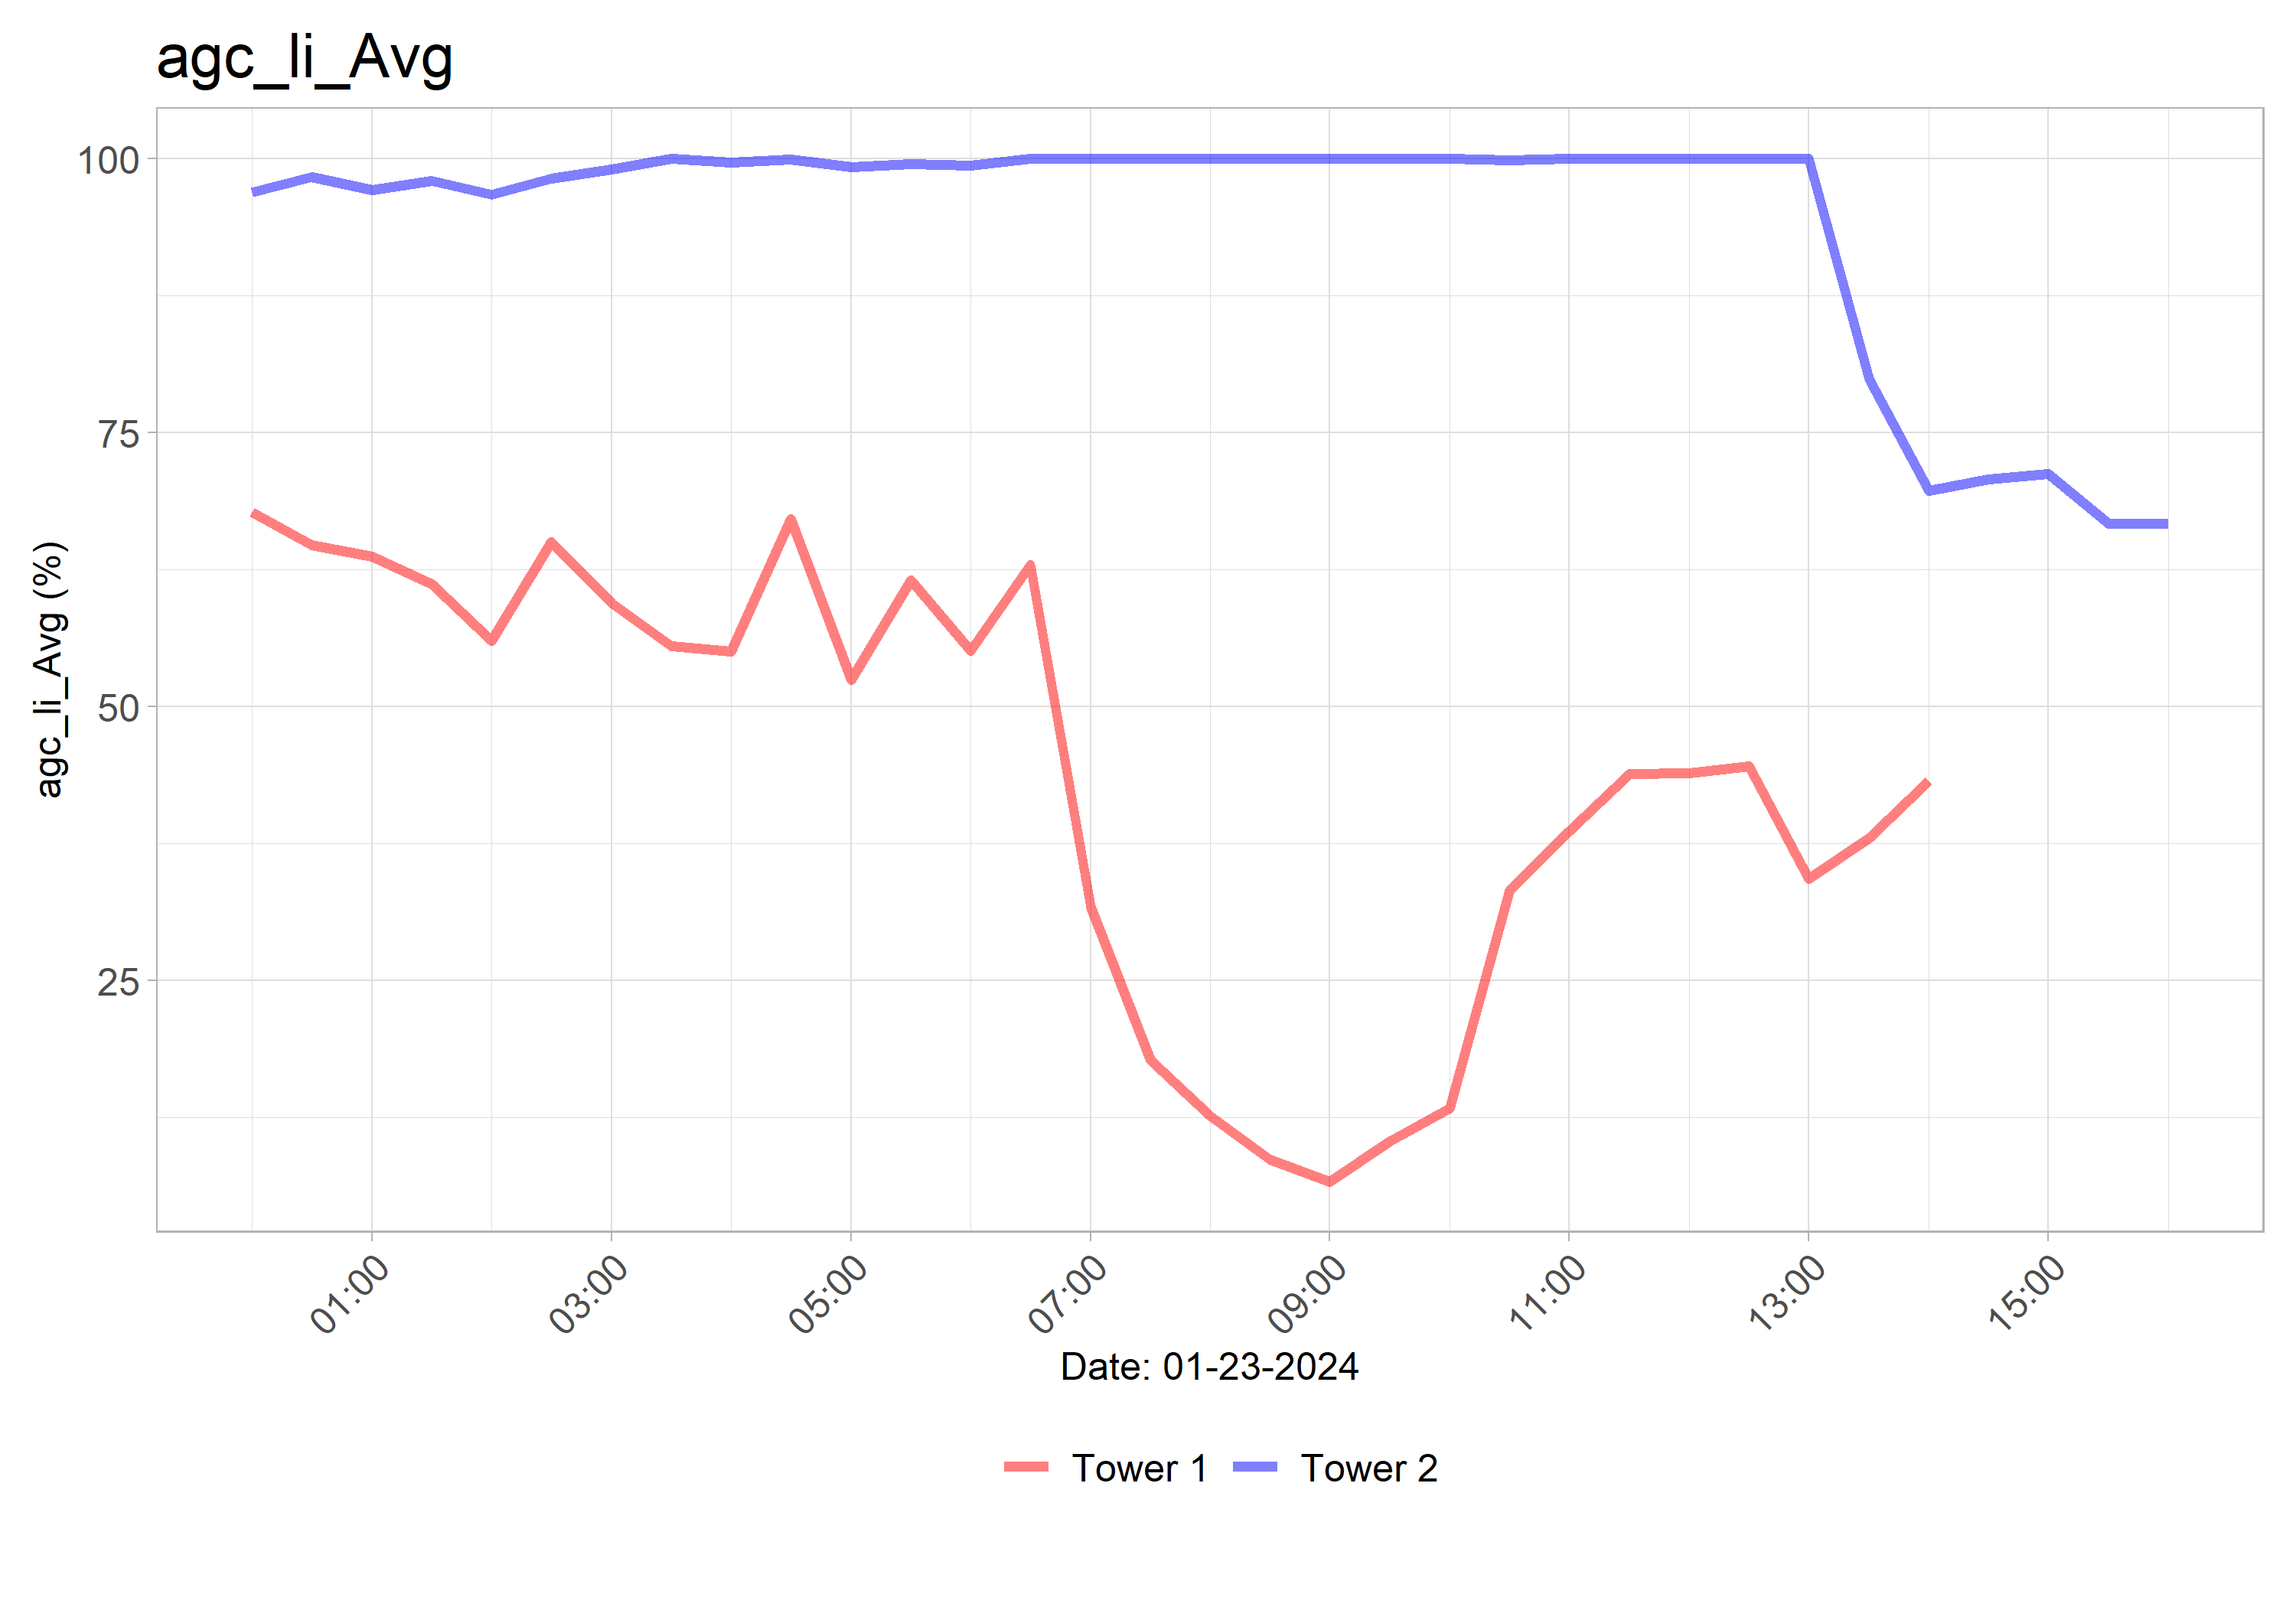 agc_li_Avg
agc_li_Avg (%)
100
75
50
25
01:00 03:00 05:00 07:00 09:00 11:00 13:00 15:00
Date: 01-23-2024
Tower 1 Tower 2